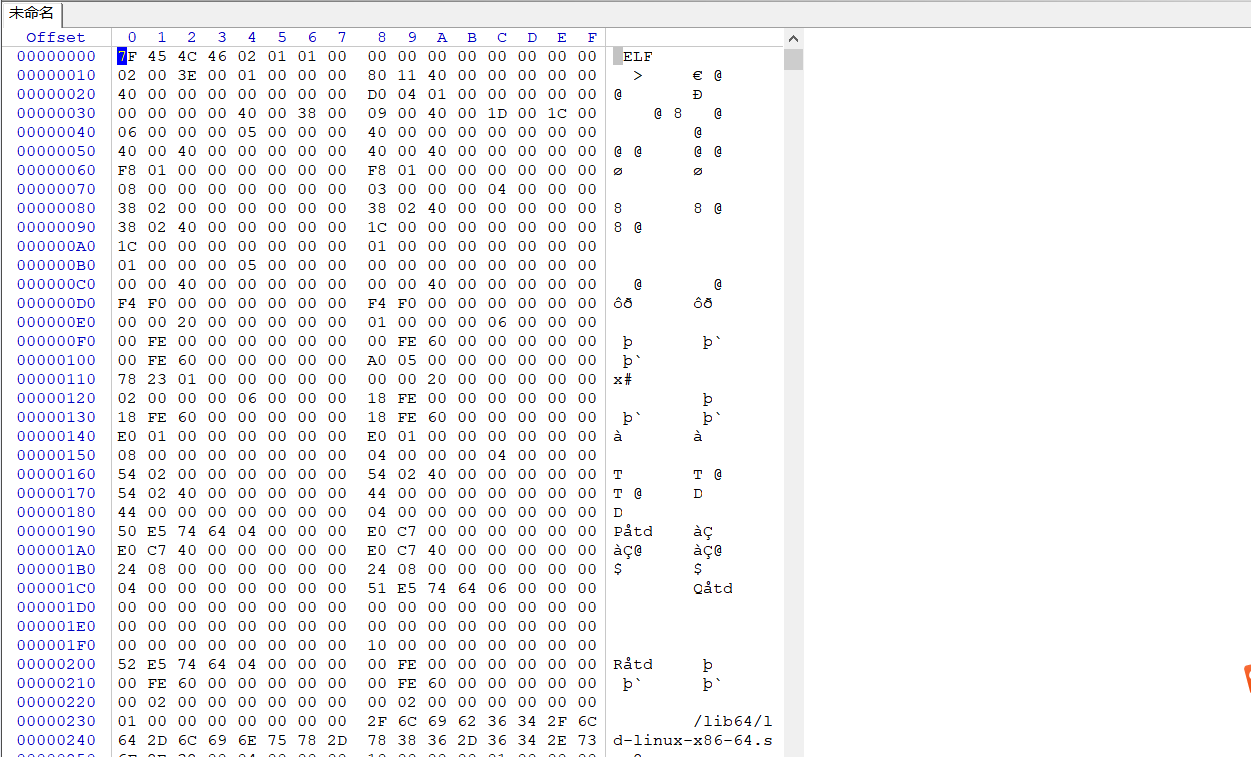 未命名
Offset 0 1 2 3 4 5 6 7 8 9 A B C D E F
00000000 7F 45 4C 46 02 01 01 00 00 00 00 00 00 00 00 00 ELF
00000010 02 00 3E 00 01 00 00 00 80 11 40 00 00 00 00 00 > € @
00000020 40 00 00 00 00 00 00 00 D0 04 01 00 00 00 00 00 @ Ð
00000030 00 00 00 00 40 00 38 00 09 00 40 00 1D 00 1C 00 @ 8 @
00000040 06 00 00 00 05 00 00 00 40 00 00 00 00 00 00 00 @
00000050 40 00 40 00 00 00 00 00 40 00 40 00 00 00 00 00 @ @ @ @
00000060 F8 01 00 00 00 00 00 00 F8 01 00 00 00 00 00 00 ø ø
00000070 08 00 00 00 00 00 00 00 03 00 00 00 04 00 00 00
00000080 38 02 00 00 00 00 00 00 38 02 40 00 00 00 00 00 8 8 @
00000090 38 02 40 00 00 00 00 00 1C 00 00 00 00 00 00 00 8 @
000000A0 1C 00 00 00 00 00 00 00 01 00 00 00 00 00 00 00
000000B0 01 00 00 00 05 00 00 00 00 00 00 00 00 00 00 00
000000C0 00 00 40 00 00 00 00 00 00 00 40 00 00 00 00 00 @ @
000000D0 F4 F0 00 00 00 00 00 00 F4 F0 00 00 00 00 00 00 ôð ôð
000000E0 00 00 20 00 00 00 00 00 01 00 00 00 06 00 00 00
000000F0 00 FE 00 00 00 00 00 00 00 FE 60 00 00 00 00 00 þ þ`
00000100 00 FE 60 00 00 00 00 00 A0 05 00 00 00 00 00 00 þ`
00000110 78 23 01 00 00 00 00 00 00 00 20 00 00 00 00 00 x#
00000120 02 00 00 00 06 00 00 00 18 FE 00 00 00 00 00 00 þ
00000130 18 FE 60 00 00 00 00 00 18 FE 60 00 00 00 00 00 þ` þ`
00000140 E0 01 00 00 00 00 00 00 E0 01 00 00 00 00 00 00 à à
00000150 08 00 00 00 00 00 00 00 04 00 00 00 04 00 00 00
00000160 54 02 00 00 00 00 00 00 54 02 40 00 00 00 00 00 T T @
00000170 54 02 40 00 00 00 00 00 44 00 00 00 00 00 00 00 T @ D
00000180 44 00 00 00 00 00 00 00 04 00 00 00 00 00 00 00 D
00000190 50 E5 74 64 04 00 00 00 E0 C7 00 00 00 00 00 00 Påtd àÇ
000001A0 E0 C7 40 00 00 00 00 00 E0 C7 40 00 00 00 00 00 àÇ@ àÇ@
000001B0 24 08 00 00 00 00 00 00 24 08 00 00 00 00 00 00 $ $
000001C0 04 00 00 00 00 00 00 00 51 E5 74 64 06 00 00 00 Qåtd
000001D0 00 00 00 00 00 00 00 00 00 00 00 00 00 00 00 00
000001E0 00 00 00 00 00 00 00 00 00 00 00 00 00 00 00 00
000001F0 00 00 00 00 00 00 00 00 10 00 00 00 00 00 00 00
00000200 52 E5 74 64 04 00 00 00 00 FE 00 00 00 00 00 00 Råtd þ
00000210 00 FE 60 00 00 00 00 00 00 FE 60 00 00 00 00 00 þ` þ`
00000220 00 02 00 00 00 00 00 00 00 02 00 00 00 00 00 00
00000230 01 00 00 00 00 00 00 00 2F 6C 69 62 36 34 2F 6C /lib64/l
00000240 64 2D 6C 69 6E 75 78 2D 78 38 36 2D 36 34 2E 73 d-linux-x86-64.s